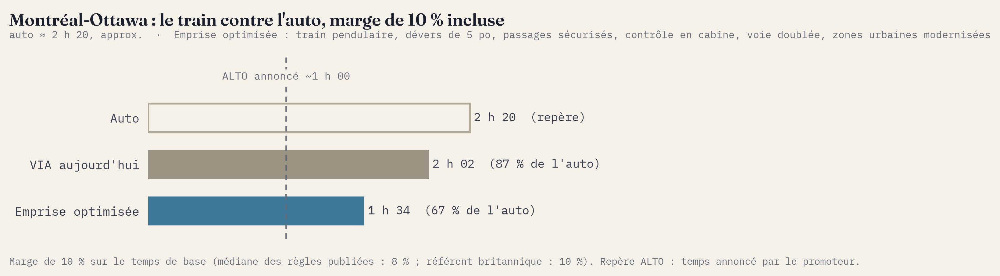 Montréal-Ottawa : le train contre l'auto, marge de 10 % incluse
auto ≈ 2 h 20, approx. · Emprise optimisée : train pendulaire, dévers de 5 po, passages sécurisés, contrôle en cabine, voie doublée, zones urbaines modernisées
ALTO annoncé ~1 h 00
Auto 2 h 20 (repère)
VIA aujourd'hui 2 h 02 (87 % de l'auto)
Emprise optimisée 1 h 34 (67 % de l'auto)
Marge de 10 % sur le temps de base (médiane des règles publiées : 8 % ; référent britannique : 10 %). Repère ALTO : temps annoncé par le promoteur.